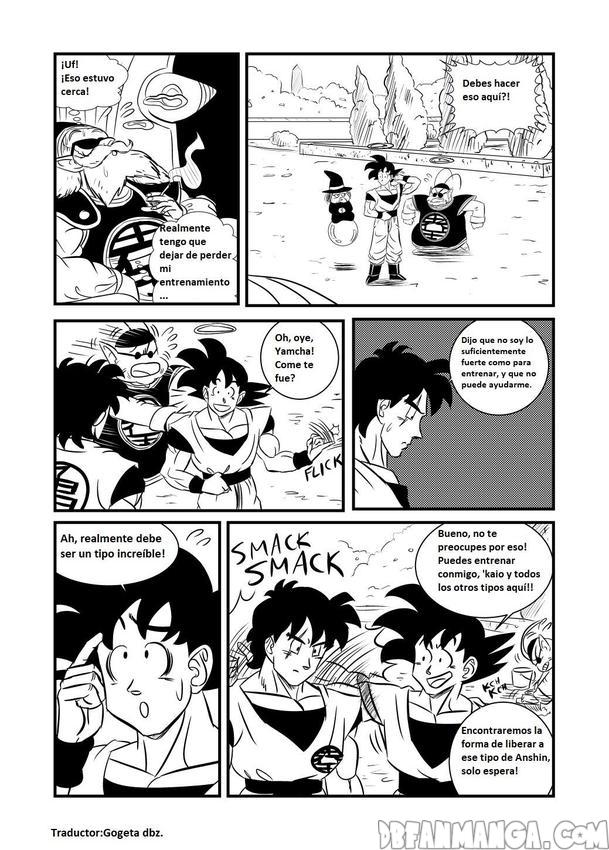 ¡Uf!
¡Eso estuvo
cerca!
Realmente
tengo que
dejar de perder
mi
entrenamiento
...
Debes hacer
eso aquí?!
Oh, oye,
Yamcha!
Come te
fue?
FLICK
Dijo que no soy lo
suficientemente
fuerte como para
entrenar, y que no
puede ayudarme.
Ah, realmente debe
ser un tipo increíble!
SMACK
SMACK
Bueno, no te
preocupes por eso!
Puedes entrenar
conmigo, 'kaio y todos
los otros tipos aquí!!
KCH
KCH
Encontraremos la
forma de liberar a
ese tipo de Anshin,
solo espera!
Traductor:Gogeta dbz.
DBFANMANGA.COM